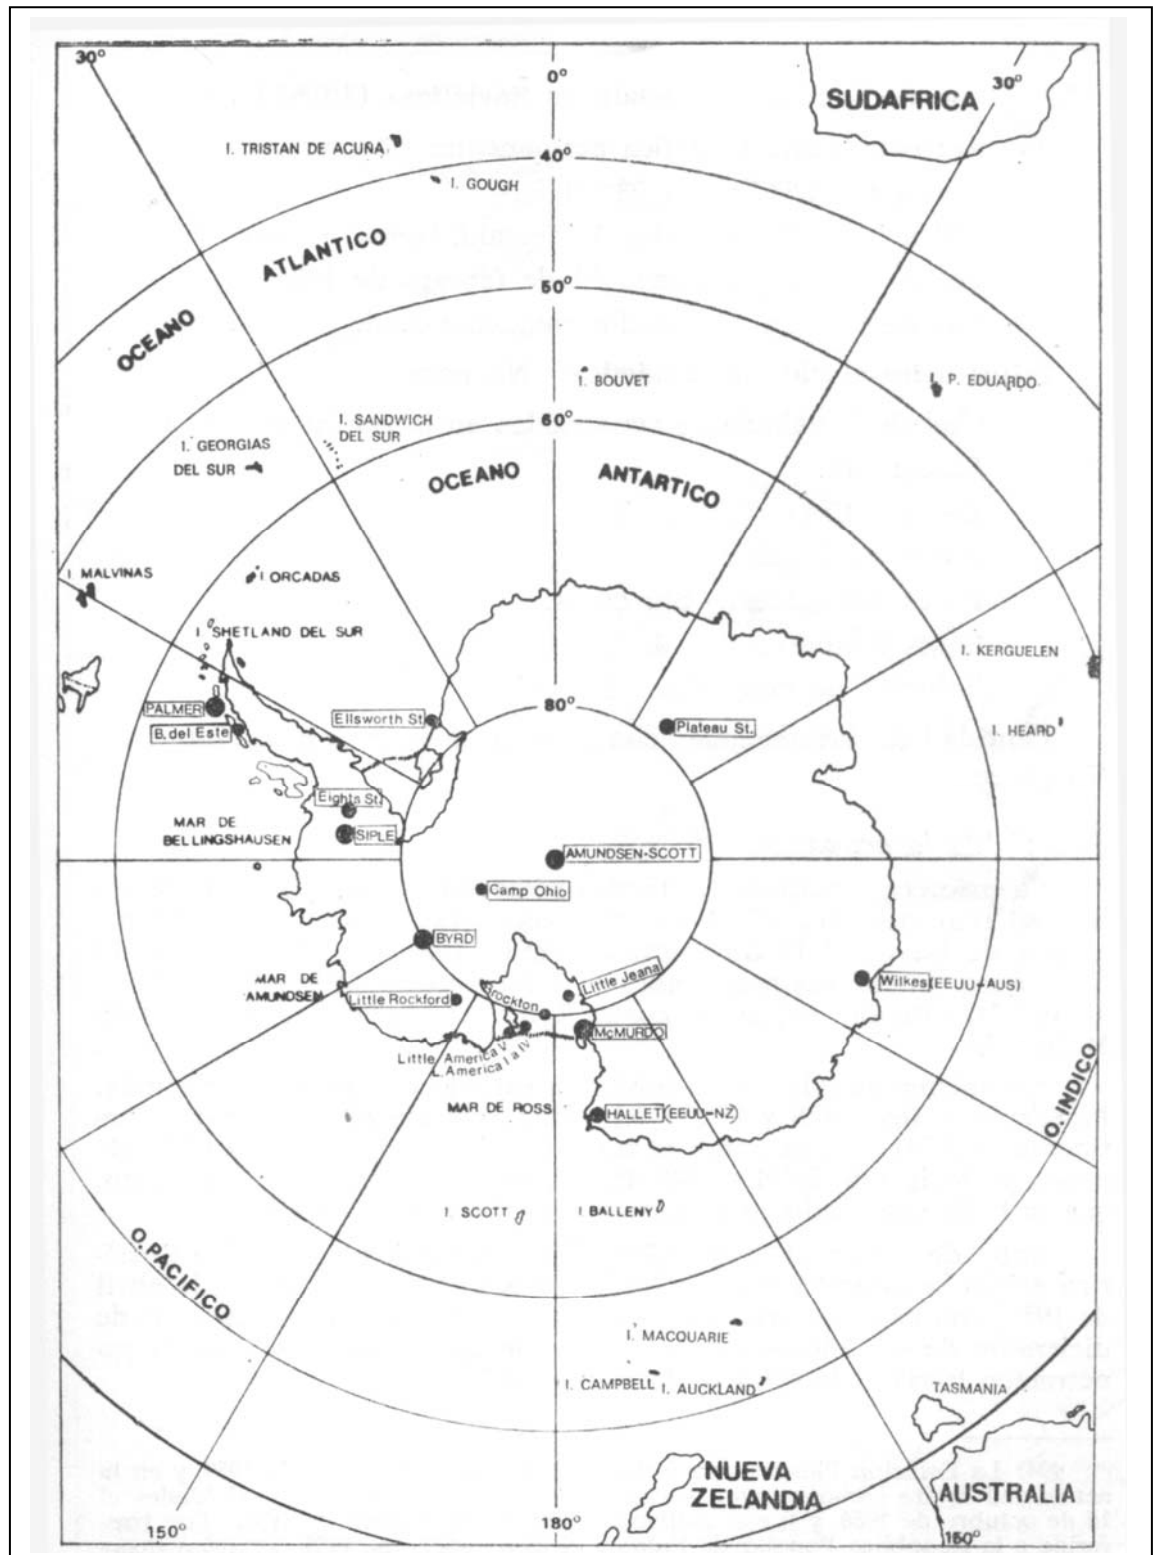 30°
0°
30°
SUDAFRICA
I. TRISTAN DE ACUÑA
40°
I. GOUGH
ATLANTICO
OCEANO
50°
I. BOUVET
I. P. EDUARDO
60°
I. SANDWICH
DEL SUR
I. GEORGIAS
DEL SUR
OCEANO
ANTARTICO
I MALVINAS
I ORCADAS
I SHETLAND DEL SUR
I. KERGUELEN
PALMER
80°
Ellsworth St.
Plateau St.
B. del Este
I. HEARD
Eights St.
MAR DE
BELLINGSHAUSEN
SIPLE
AMUNDSEN-SCOTT
Camp Ohio
BYRD
MAR DE
AMUNDSEN
Little Jeana
Wilkes (EEUU-AUS)
Little Rockford
Brockton
McMURDO
Little America V
L. America I a IV
MAR DE ROSS
HALLET (EEUU-NZ)
O. INDICO
I. SCOTT
I BALLENY
O. PACIFICO
I. MACQUARIE
I. CAMPBELL
I. AUCKLAND
TASMANIA
NUEVA
ZELANDIA
AUSTRALIA
150°
180°
150°